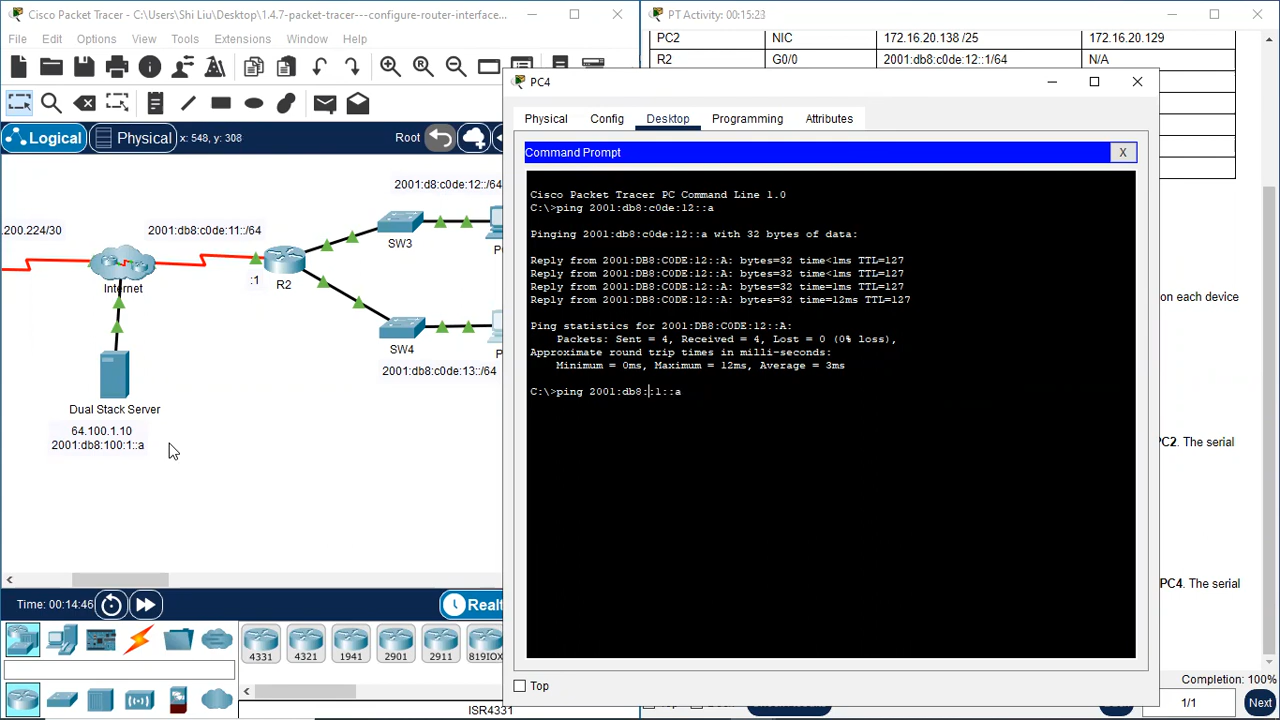 Cisco Packet Tracer - C:\Users\Shi Liu\Desktop\1.4.7-packet-tracer---configure-router-interface...
File Edit Options View Tools Extensions Window Help
Logical Physical x: 548, y: 308 Root
.200.224/30
2001:db8:c0de:11::/64
2001:d8:c0de:12::/64
SW3
:1
R2
Internet
SW4
2001:db8:c0de:13::/64
Dual Stack Server
64.100.1.10
2001:db8:100:1::a
Time: 00:14:46
Realt
4331 4321 1941 2901 2911 819IOX
ISR4331
PT Activity: 00:15:23
PC2 NIC 172.16.20.138 /25 172.16.20.129
R2 G0/0 2001:db8:c0de:12::1/64 N/A
on each device
PC2. The serial
PC4. The serial
Completion: 100%
1/1
Next
PC4
Physical Config Desktop Programming Attributes
Command Prompt
X
Cisco Packet Tracer PC Command Line 1.0
C:\>ping 2001:db8:c0de:12::a
Pinging 2001:db8:c0de:12::a with 32 bytes of data:
Reply from 2001:DB8:C0DE:12::A: bytes=32 time<1ms TTL=127
Reply from 2001:DB8:C0DE:12::A: bytes=32 time<1ms TTL=127
Reply from 2001:DB8:C0DE:12::A: bytes=32 time=1ms TTL=127
Reply from 2001:DB8:C0DE:12::A: bytes=32 time=12ms TTL=127
Ping statistics for 2001:DB8:C0DE:12::A:
Packets: Sent = 4, Received = 4, Lost = 0 (0% loss),
Approximate round trip times in milli-seconds:
Minimum = 0ms, Maximum = 12ms, Average = 3ms
C:\>ping 2001:db8::1::a
Top